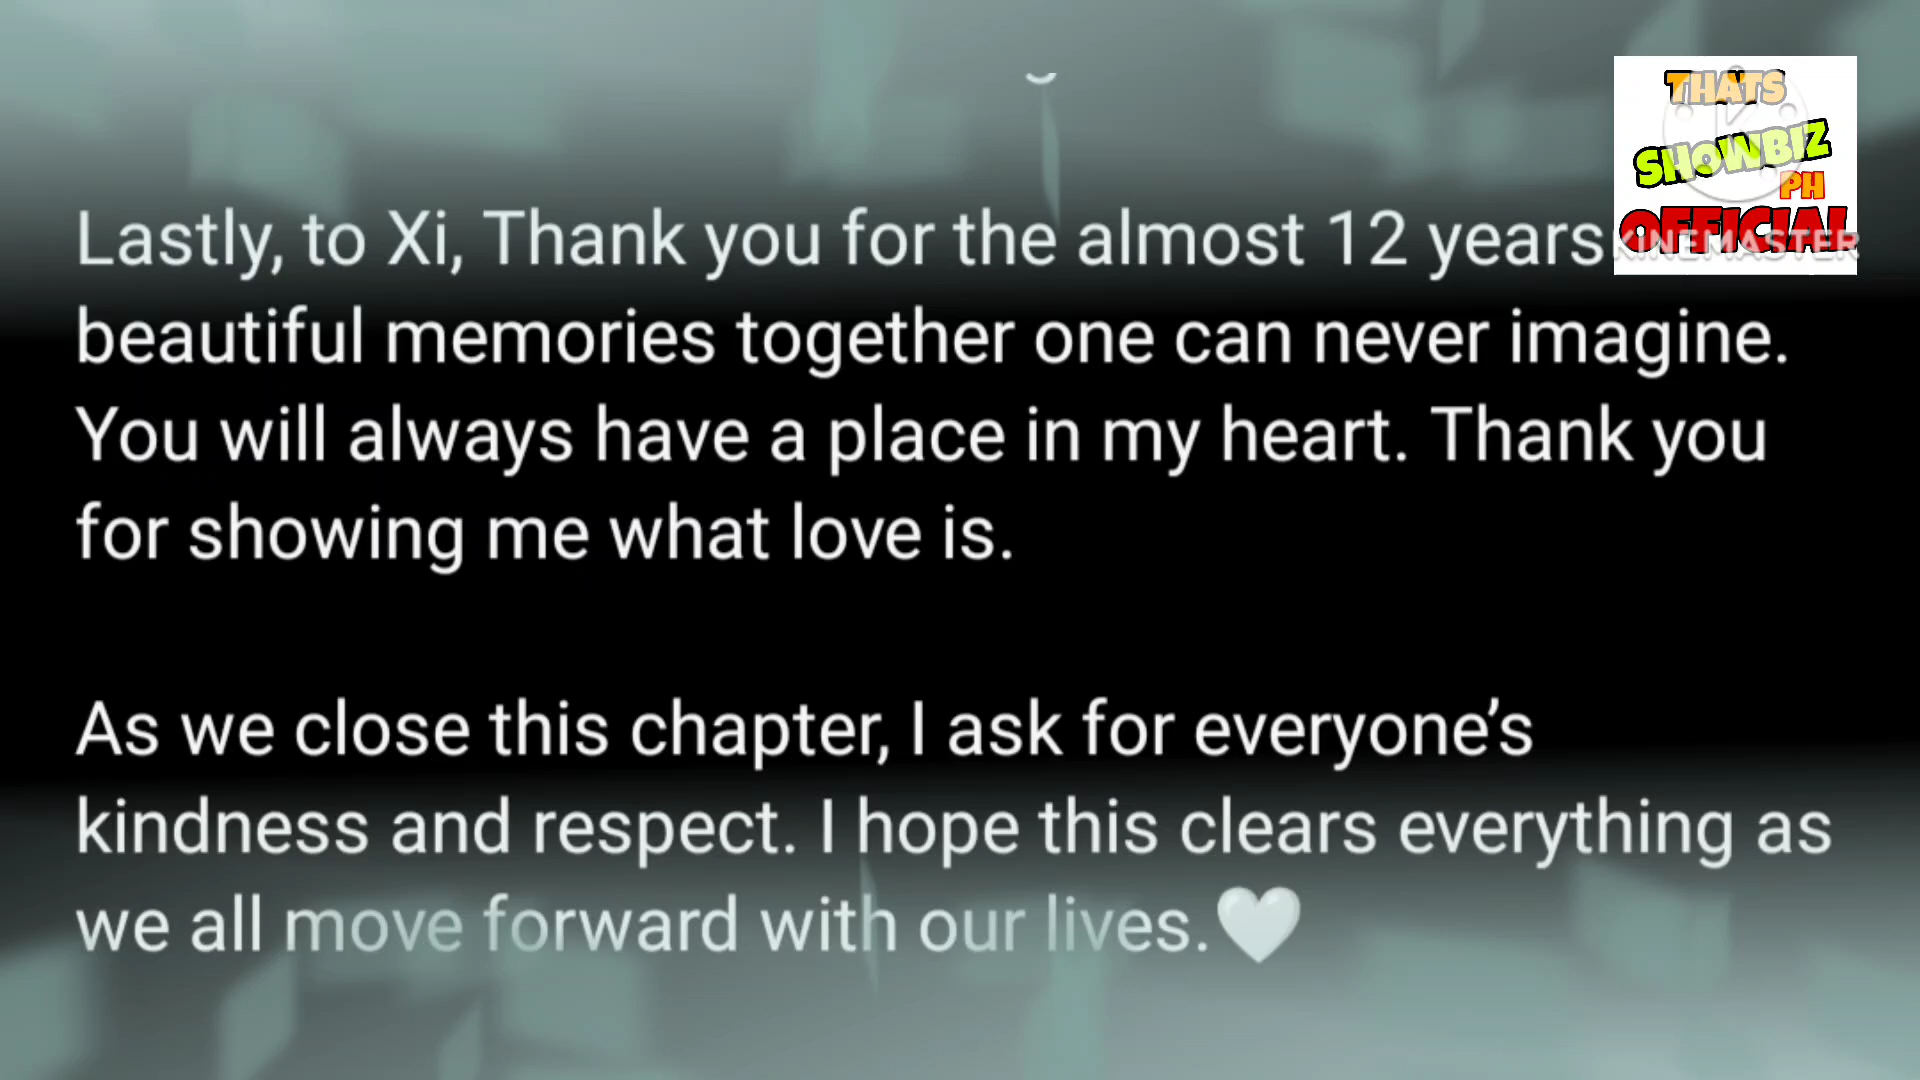 THATS
SHOWBIZ
PH
OFFICIAL
KINEMASTER
Lastly, to Xi, Thank you for the almost 12 years
beautiful memories together one can never imagine.
You will always have a place in my heart. Thank you
for showing me what love is.
As we close this chapter, I ask for everyone’s
kindness and respect. I hope this clears everything as
we all move forward with our lives.🤍